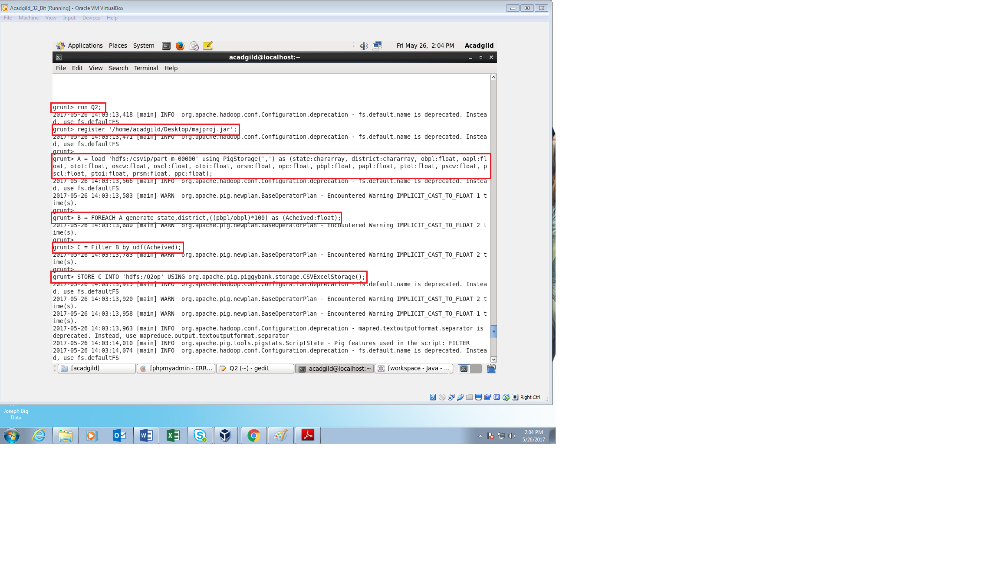 Acadgild_32_Bit [Running] - Oracle VM VirtualBox
File Machine View Input Devices Help
Applications Places System Fri May 26, 2:04 PM Acadgild
acadgild@localhost:~
File Edit View Search Terminal Help
grunt> run Q2;
2017-05-26 14:03:13,418 [main] INFO  org.apache.hadoop.conf.Configuration.deprecation - fs.default.name is deprecated. Instea
d, use fs.defaultFS
grunt> register '/home/acadgild/Desktop/majproj.jar';
2017-05-26 14:03:13,471 [main] INFO  org.apache.hadoop.conf.Configuration.deprecation - fs.default.name is deprecated. Instea
d, use fs.defaultFS
grunt>
grunt> A = load 'hdfs:/csvip/part-m-00000' using PigStorage(',') as (state:chararray, district:chararray, obpl:float, oapl:fl
oat, otot:float, oscw:float, oscl:float, otoi:float, orsm:float, opc:float, pbpl:float, papl:float, ptot:float, pscw:float, p
scl:float, ptoi:float, prsm:float, ppc:float);
2017-05-26 14:03:13,566 [main] INFO  org.apache.hadoop.conf.Configuration.deprecation - fs.default.name is deprecated. Instea
d, use fs.defaultFS
2017-05-26 14:03:13,583 [main] WARN  org.apache.pig.newplan.BaseOperatorPlan - Encountered Warning IMPLICIT_CAST_TO_FLOAT 1 t
ime(s).
grunt>
grunt> B = FOREACH A generate state,district,((pbpl/obpl)*100) as (Acheived:float);
2017-05-26 14:03:13,680 [main] WARN  org.apache.pig.newplan.BaseOperatorPlan - Encountered Warning IMPLICIT_CAST_TO_FLOAT 2 t
ime(s).
grunt>
grunt> C = Filter B by udf(Acheived);
2017-05-26 14:03:13,783 [main] WARN  org.apache.pig.newplan.BaseOperatorPlan - Encountered Warning IMPLICIT_CAST_TO_FLOAT 2 t
ime(s).
grunt>
grunt> STORE C INTO 'hdfs:/Q2op' USING org.apache.pig.piggybank.storage.CSVExcelStorage();
2017-05-26 14:03:13,915 [main] INFO  org.apache.hadoop.conf.Configuration.deprecation - fs.default.name is deprecated. Instea
d, use fs.defaultFS
2017-05-26 14:03:13,920 [main] WARN  org.apache.pig.newplan.BaseOperatorPlan - Encountered Warning IMPLICIT_CAST_TO_FLOAT 2 t
ime(s).
2017-05-26 14:03:13,958 [main] WARN  org.apache.pig.newplan.BaseOperatorPlan - Encountered Warning IMPLICIT_CAST_TO_FLOAT 1 t
ime(s).
2017-05-26 14:03:13,963 [main] INFO  org.apache.hadoop.conf.Configuration.deprecation - mapred.textoutputformat.separator is
deprecated. Instead, use mapreduce.output.textoutputformat.separator
2017-05-26 14:03:14,010 [main] INFO  org.apache.pig.tools.pigstats.ScriptState - Pig features used in the script: FILTER
2017-05-26 14:03:14,074 [main] INFO  org.apache.hadoop.conf.Configuration.deprecation - fs.default.name is deprecated. Instea
d, use fs.defaultFS
[acadgild] [phpmyadmin - ERR... Q2 (~) - gedit acadgild@localhost:~ [workspace - Java - ...
Right Ctrl
Joseph Big
Data
2:04 PM
5/26/2017